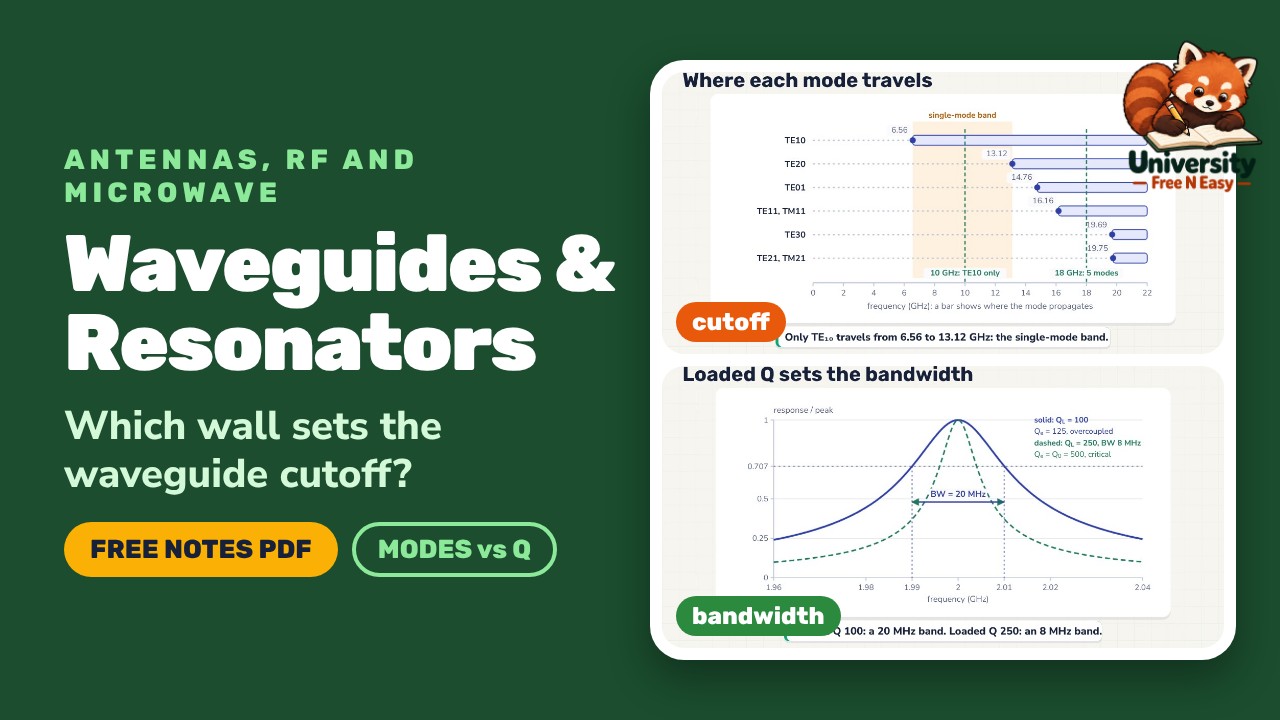 ANTENNAS, RF AND
MICROWAVE
Waveguides &
Resonators
Which wall sets the
waveguide cutoff?
FREE NOTES PDF
MODES vs Q
Where each mode travels
single-mode band
6.56
TE10
13.12
TE20
14.76
TE01
16.16
TE11, TM11
19.69
TE30
19.75
TE21, TM21
10 GHz: TE10 only
18 GHz: 5 modes
0 2 4 6 8 10 12 14 16 18 20 22
frequency (GHz): a bar shows where the mode propagates
cutoff
Only TE₁₀ travels from 6.56 to 13.12 GHz: the single-mode band.
University
Free N Easy
Loaded Q sets the bandwidth
response / peak
solid: Q_L = 100
Qₑ = 125, overcoupled
dashed: Q_L = 250, BW 8 MHz
Qₑ = Q₀ = 500, critical
1
0.707
0.5
0.25
0
BW = 20 MHz
1.96 1.98 1.99 2 2.01 2.02 2.04
frequency (GHz)
bandwidth
Q 100: a 20 MHz band. Loaded Q 250: an 8 MHz band.